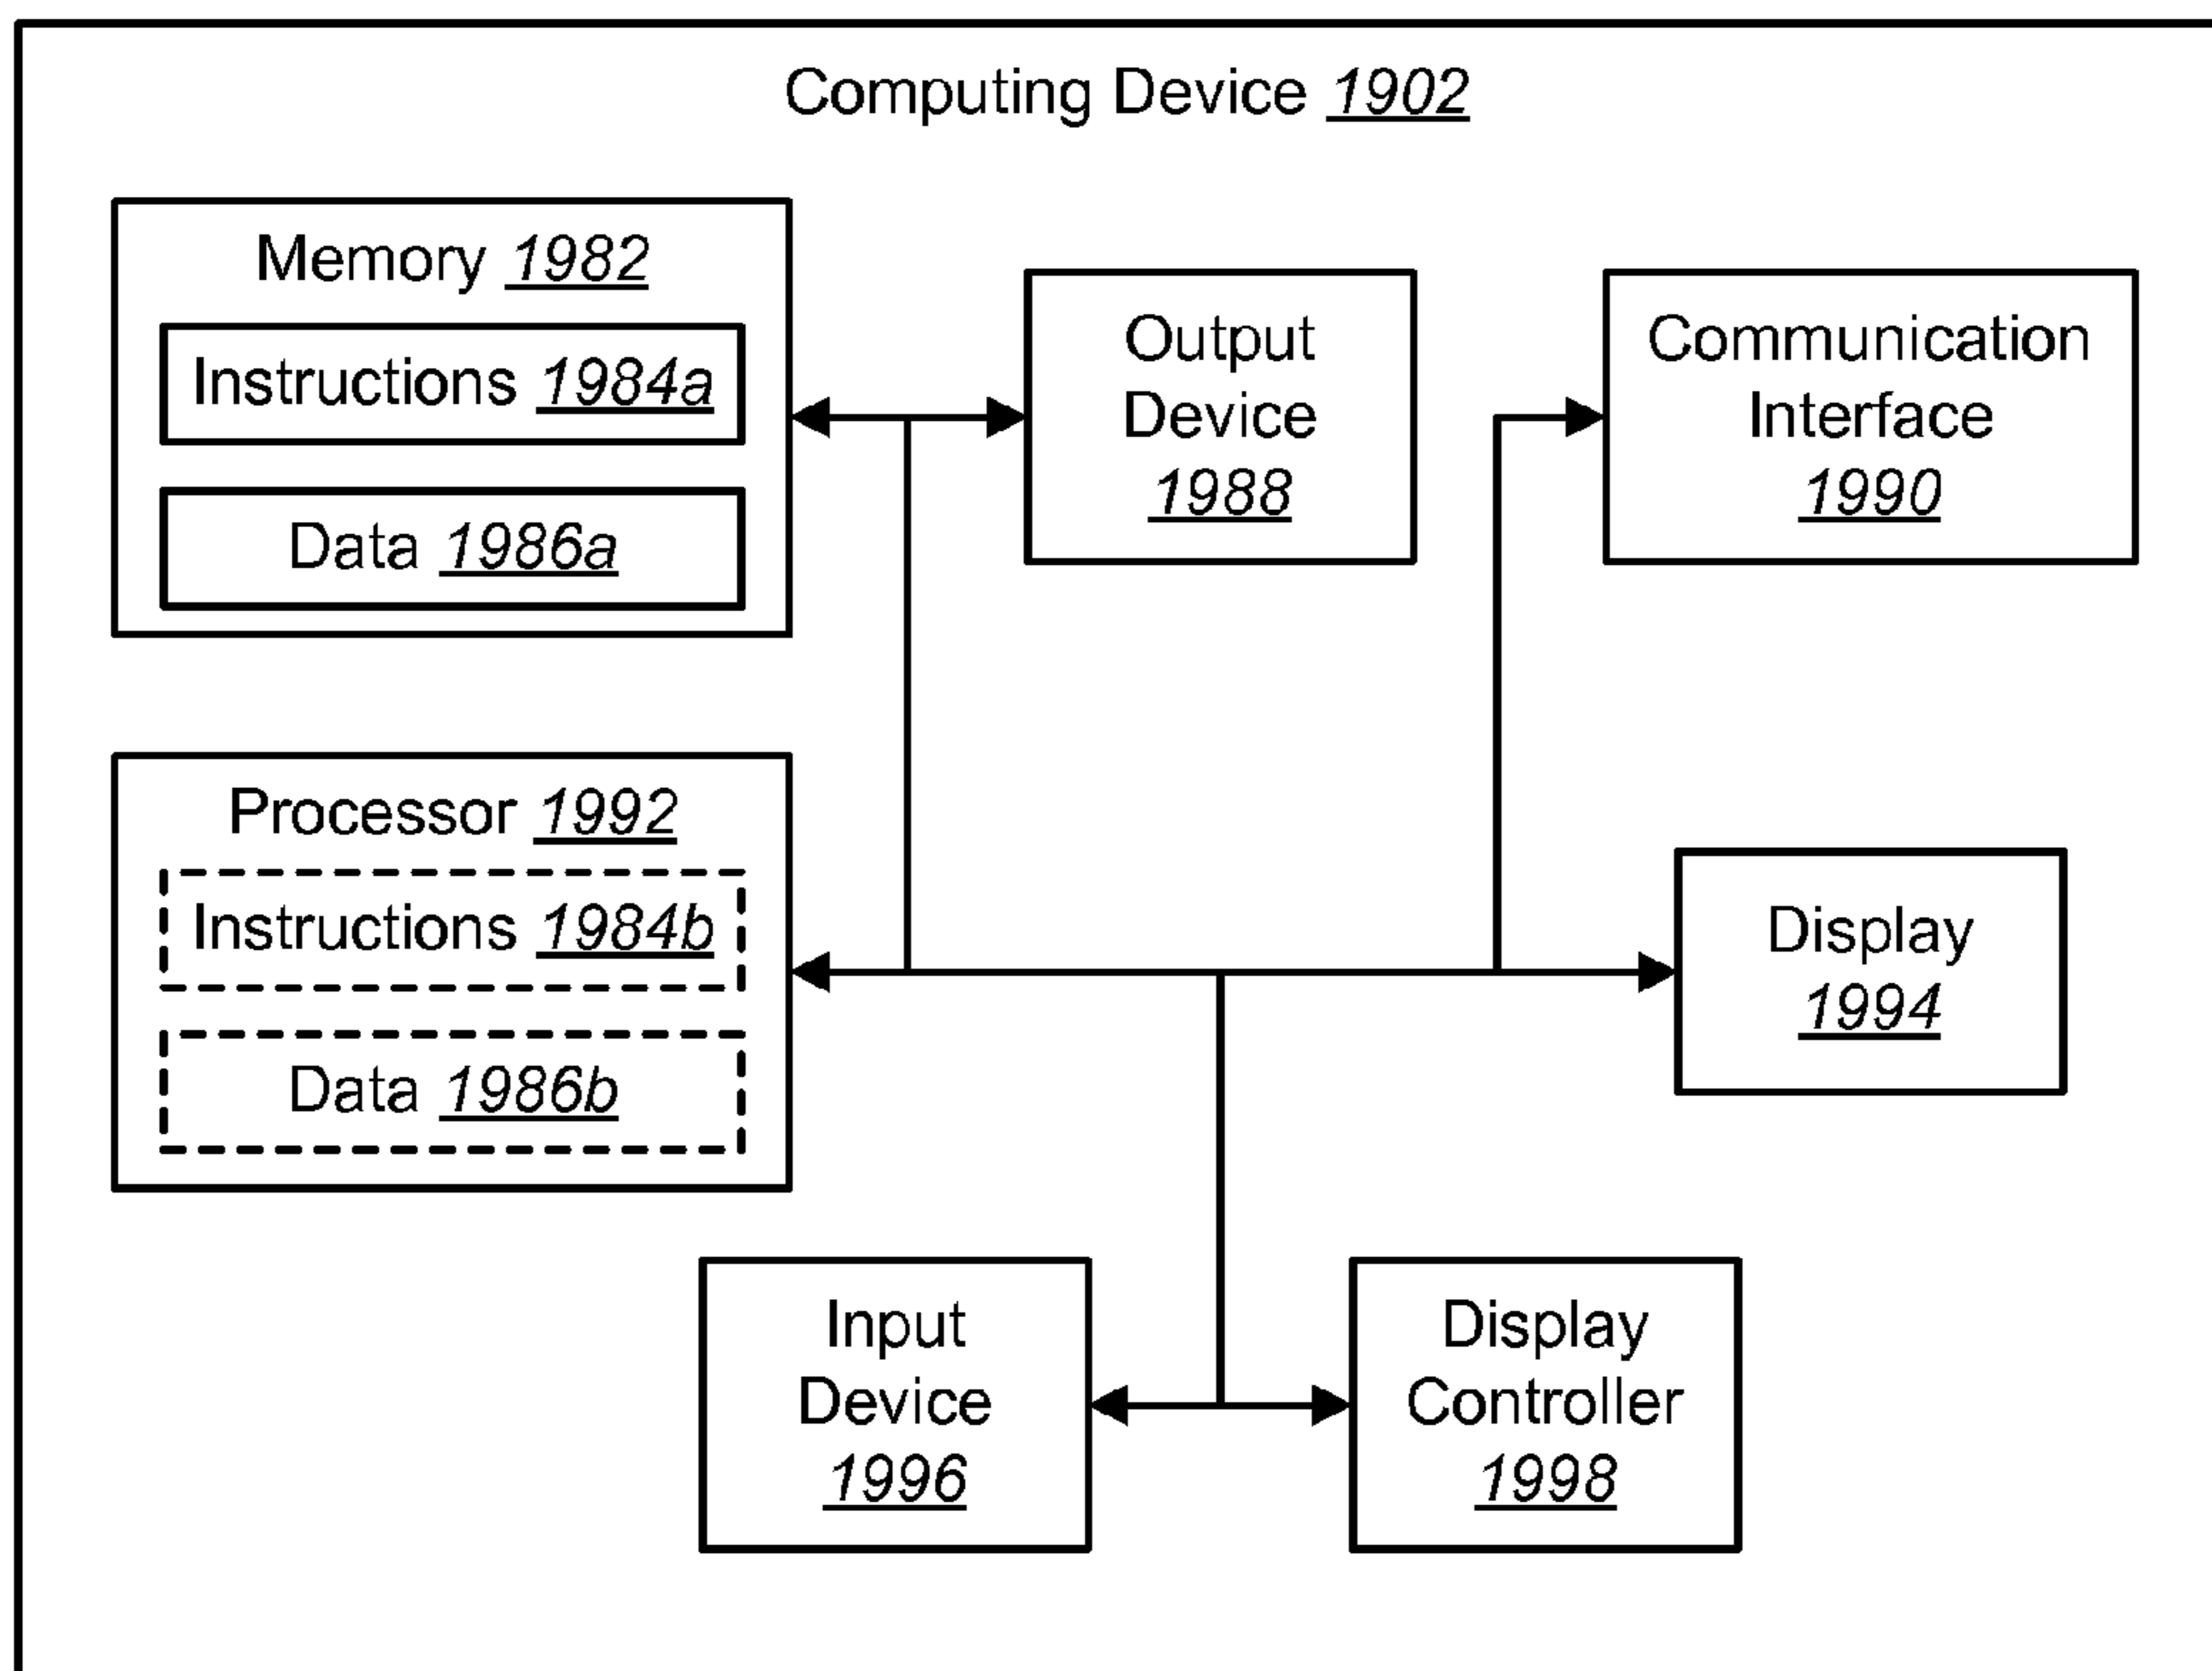 Computing Device 1902
Memory 1982
Instructions 1984a
Data 1986a
Output
Device
1988
Communication
Interface
1990
Processor 1992
Instructions 1984b
Data 1986b
Display
1994
Input
Device
1996
Display
Controller
1998